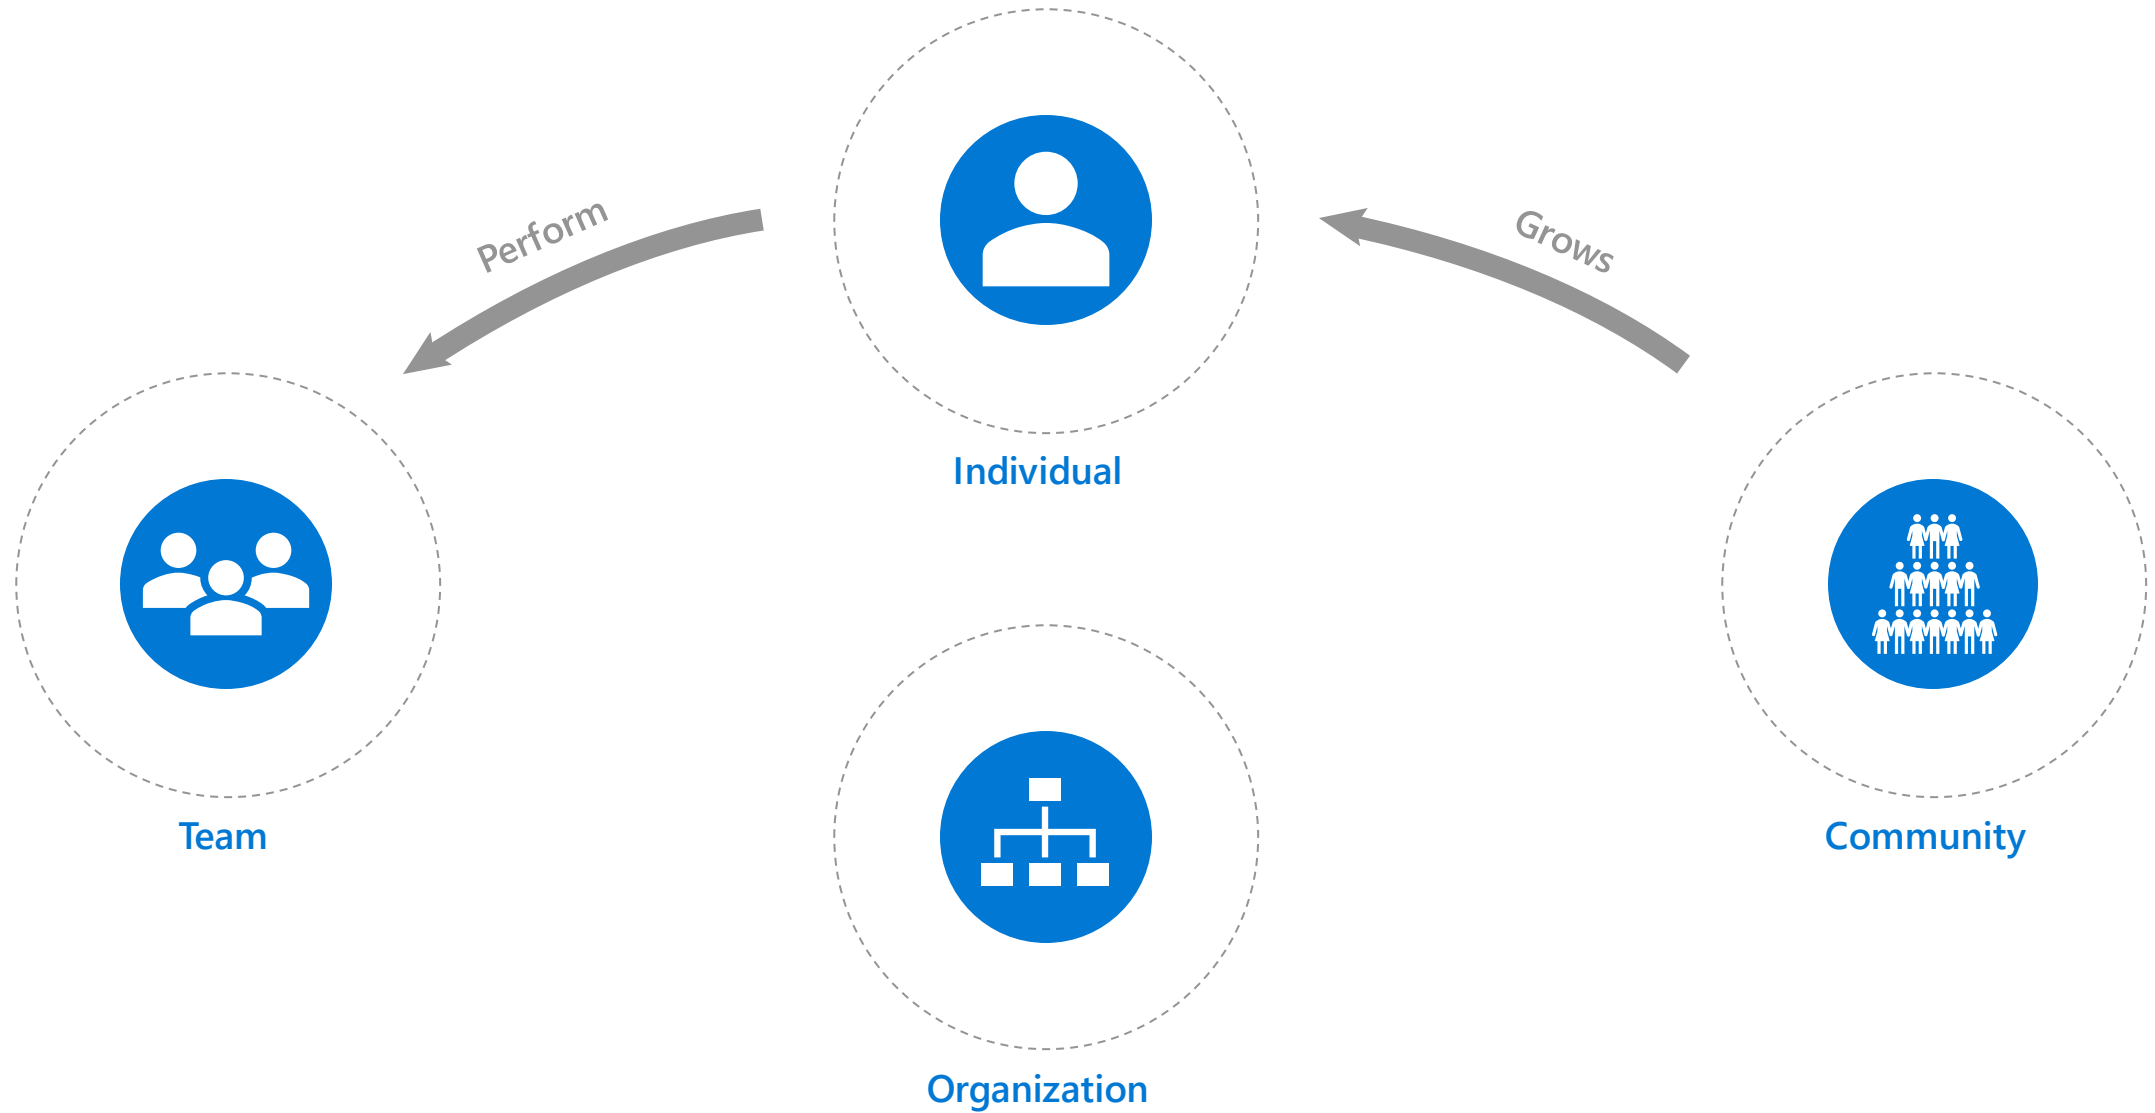 Perform
Grows
Individual
Team
Community
Organization